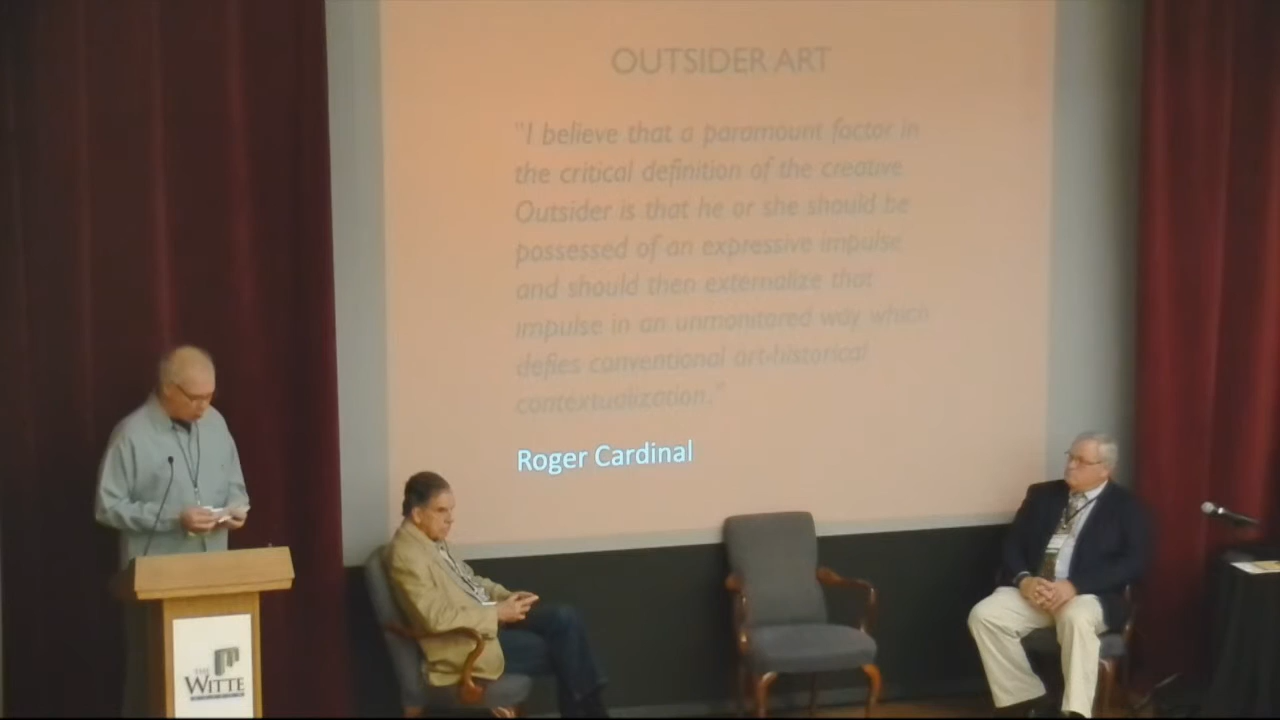 OUTSIDER ART
"I believe that a paramount factor in
the critical definition of the creative
Outsider is that he or she should be
possessed of an expressive impulse
and should then externalize that
impulse in an unmonitored way which
defies conventional art-historical
contextualization."
Roger Cardinal
THE
WITTE